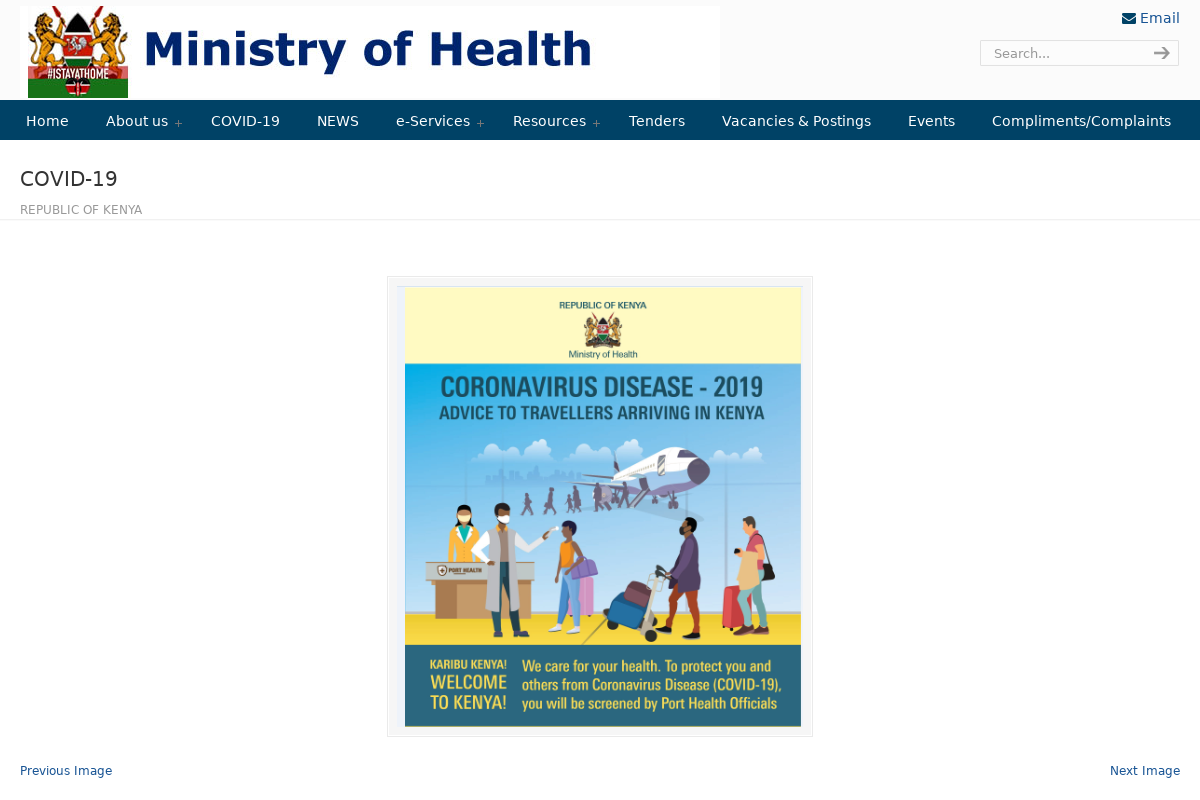 #ISTAYATHOME
Ministry of Health
Email
Search...
Home
About us
COVID-19
NEWS
e-Services
Resources
Tenders
Vacancies & Postings
Events
Compliments/Complaints
COVID-19
REPUBLIC OF KENYA
REPUBLIC OF KENYA
Ministry of Health
CORONAVIRUS DISEASE - 2019
ADVICE TO TRAVELLERS ARRIVING IN KENYA
PORT HEALTH
KARIBU KENYA!
WELCOME
TO KENYA!
We care for your health. To protect you and
others from Coronavirus Disease (COVID-19),
you will be screened by Port Health Officials
Previous Image
Next Image